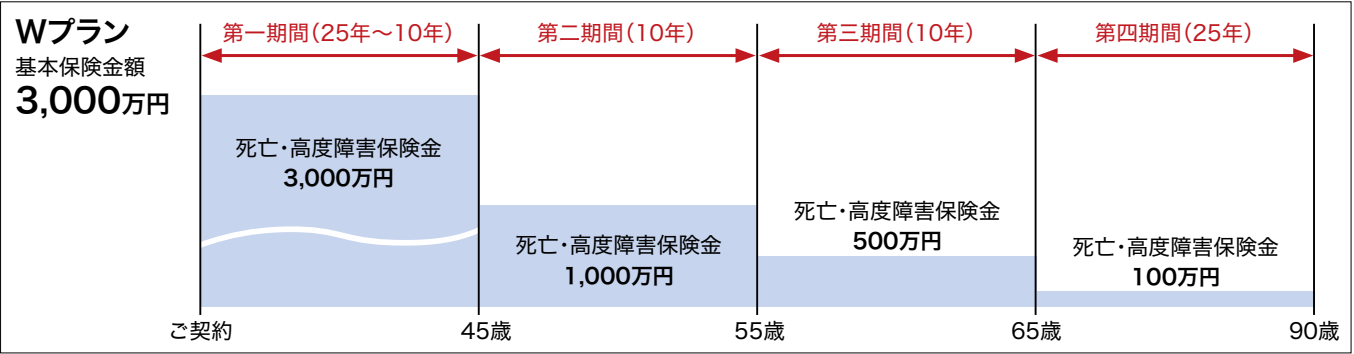 Wプラン
基本保険金額
3,000万円
第一期間（25年～10年）
第二期間（10年）
第三期間（10年）
第四期間（25年）
死亡・高度障害保険金
3,000万円
死亡・高度障害保険金
1,000万円
死亡・高度障害保険金
500万円
死亡・高度障害保険金
100万円
ご契約
45歳
55歳
65歳
90歳